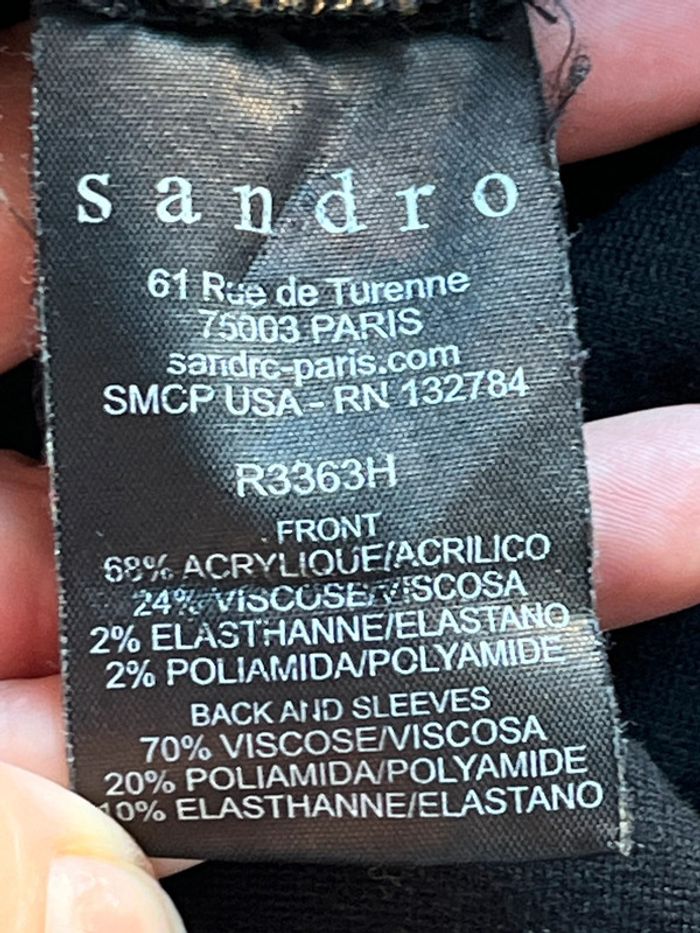 sandro
61 Rue de Turenne
75003 PARIS
sandro-paris.com
SMCP USA - RN 132784
R3363H
FRONT
68% ACRYLIQUE/ACRILICO
24% VISCOSE/VISCOSA
2% ELASTHANNE/ELASTANO
2% POLIAMIDA/POLYAMIDE
BACK AND SLEEVES
70% VISCOSE/VISCOSA
20% POLIAMIDA/POLYAMIDE
10% ELASTHANNE/ELASTANO